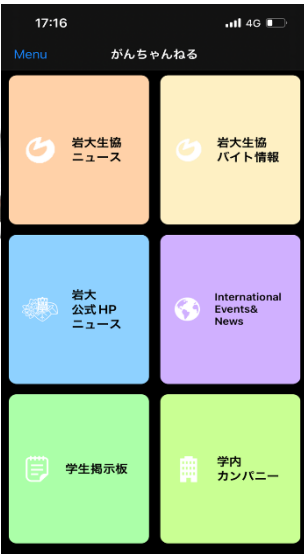 17:16
4G
Menu
がんちゃんねる
岩大生協
ニュース
岩大生協
バイト情報
岩大
公式HP
ニュース
International
Events&
News
学生掲示板
学内
カンパニー